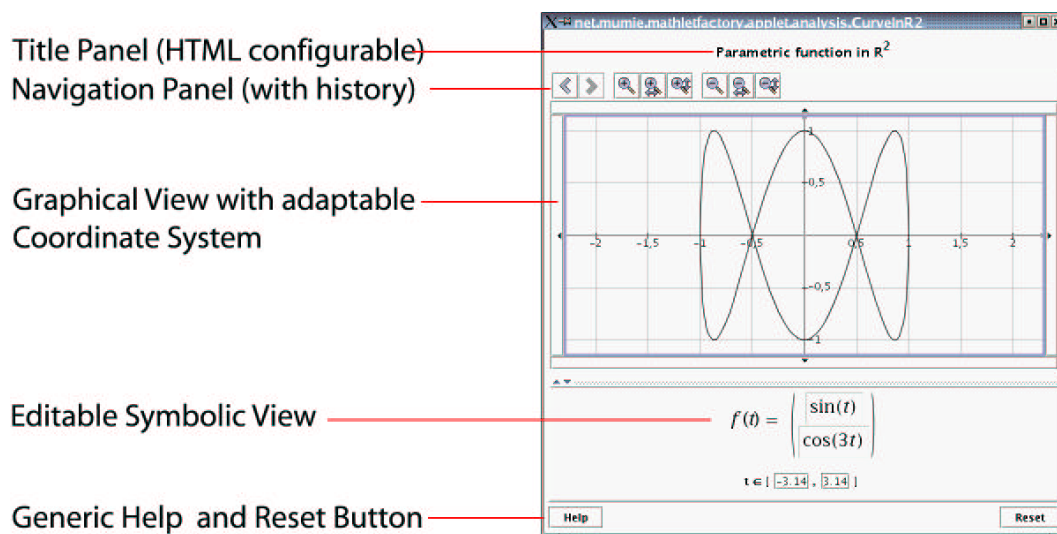 net.mumie.mathletfactory.applet.analysis.CurveInR2
Title Panel (HTML configurable)
Parametric function in R²
Navigation Panel (with history)
1
0,5
Graphical View with adaptable
Coordinate System
-2 -1,5 -1 -0,5 0,5 1 1,5 2
-0,5
-1
Editable Symbolic View
f(t) = ( sin(t)
cos(3t) )
t ∈ [ -3.14 , 3.14 ]
Generic Help and Reset Button
Help
Reset